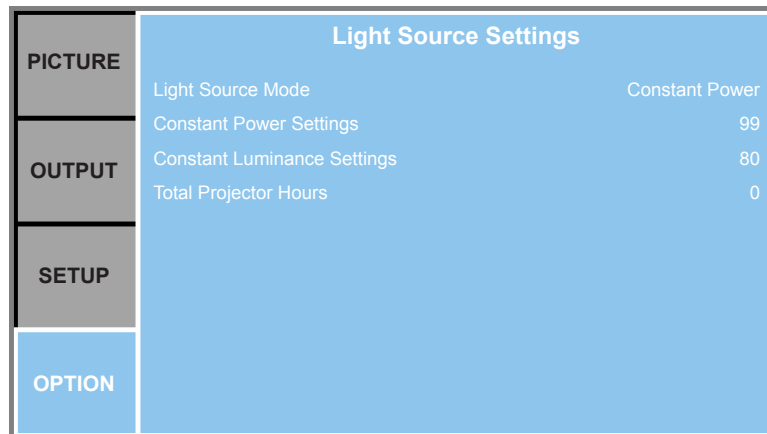 Light Source Settings
PICTURE
Light Source Mode Constant Power
Constant Power Settings 99
OUTPUT
Constant Luminance Settings 80
Total Projector Hours 0
SETUP
OPTION